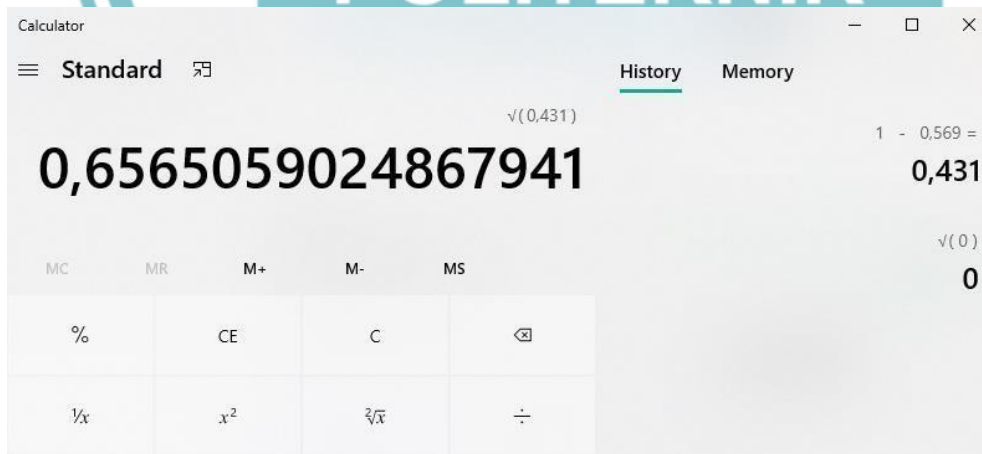 POLITEKNIK
Calculator
Standard
History Memory
√( 0,431 )
0,6565059024867941
1 - 0,569 =
0,431
√( 0 )
0
MC MR M+ M- MS
% CE C
⅟x x² ²√x ÷